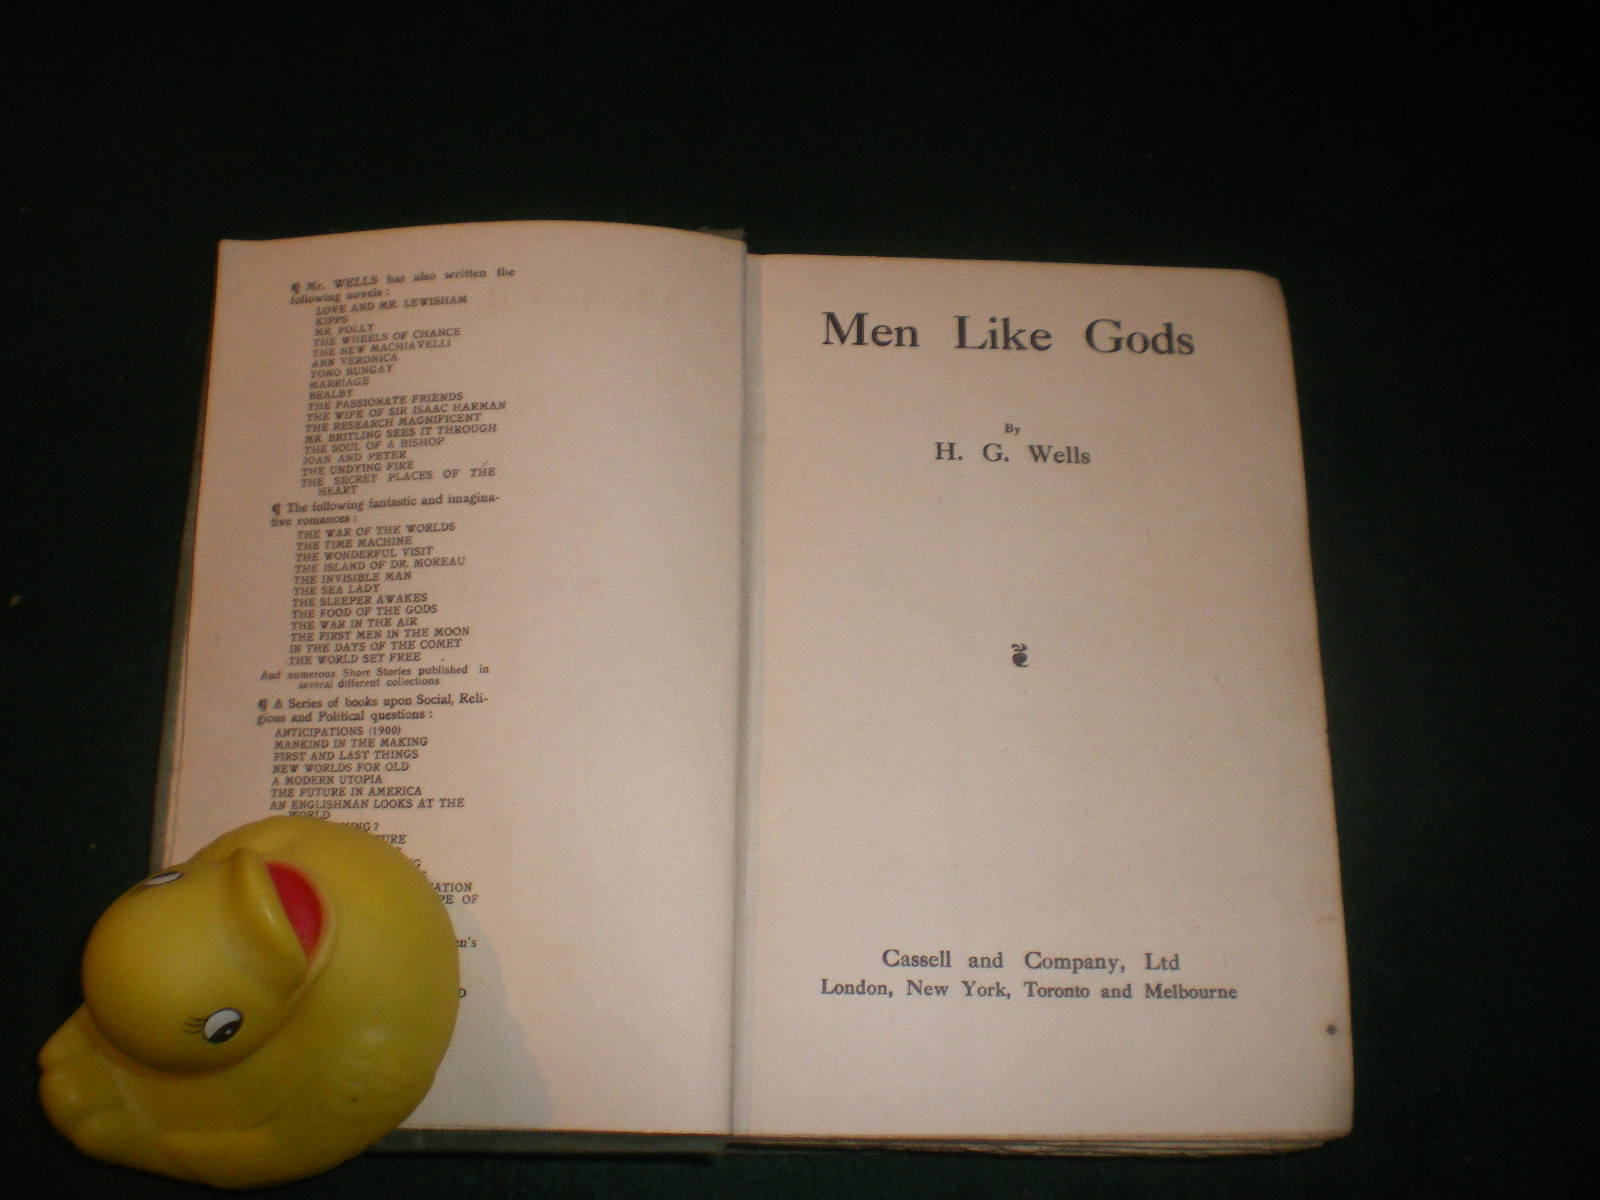 ¶ Mr. WELLS has also written the
following novels:
LOVE AND MR. LEWISHAM
KIPPS
MR. POLLY
THE WHEELS OF CHANCE
THE NEW MACHIAVELLI
ANN VERONICA
TONO BUNGAY
MARRIAGE
BEALBY
THE PASSIONATE FRIENDS
THE WIFE OF SIR ISAAC HARMAN
THE RESEARCH MAGNIFICENT
MR. BRITLING SEES IT THROUGH
THE SOUL OF A BISHOP
JOAN AND PETER
THE UNDYING FIRE
THE SECRET PLACES OF THE
HEART
¶ The following fantastic and imagina-
tive romances:
THE WAR OF THE WORLDS
THE TIME MACHINE
THE WONDERFUL VISIT
THE ISLAND OF DR. MOREAU
THE INVISIBLE MAN
THE SEA LADY
THE SLEEPER AWAKES
THE FOOD OF THE GODS
THE WAR IN THE AIR
THE FIRST MEN IN THE MOON
IN THE DAYS OF THE COMET
THE WORLD SET FREE
And numerous Short Stories published in
several different collections
¶ A Series of books upon Social, Reli-
gious and Political questions:
ANTICIPATIONS (1900)
MANKIND IN THE MAKING
FIRST AND LAST THINGS
NEW WORLDS FOR OLD
A MODERN UTOPIA
THE FUTURE IN AMERICA
AN ENGLISHMAN LOOKS AT THE
WORLD
OF
Men Like Gods
By
H. G. Wells
Cassell and Company, Ltd
London, New York, Toronto and Melbourne